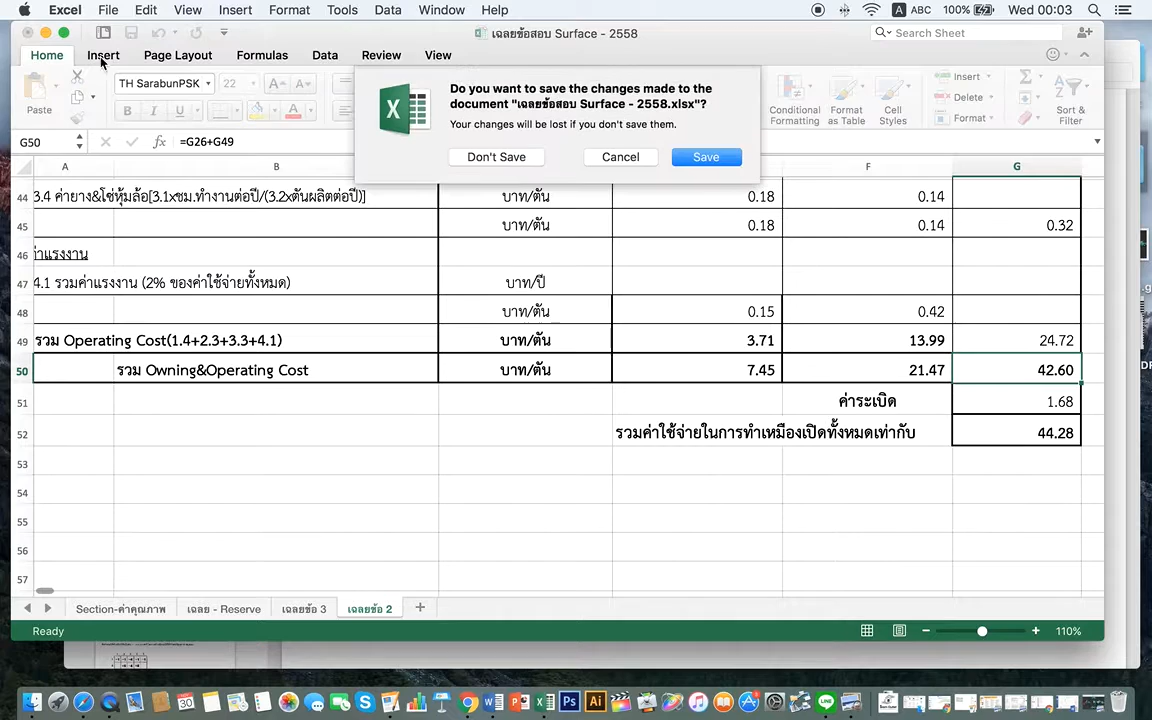 Excel File Edit View Insert Format Tools Data Window Help A ABC 100% Wed 00:03
เฉลยข้อสอบ Surface - 2558 Search Sheet
Home Insert Page Layout Formulas Data Review View
Paste TH SarabunPSK 22 A A B I U A
Conditional Formatting Format as Table Cell Styles Insert Delete Format Sort & Filter
Do you want to save the changes made to the
document "เฉลยข้อสอบ Surface - 2558.xlsx"?
Your changes will be lost if you don't save them.
Don't Save Cancel Save
G50 fx =G26+G49
A B F G
44 3.4 ค่ายาง&โซ่หุ้มล้อ[3.1xชม.ทำงานต่อปี/(3.2xตันผลิตต่อปี)] บาท/ตัน 0.18 0.14
45 บาท/ตัน 0.18 0.14 0.32
46 ค่าแรงงาน
47 4.1 รวมค่าแรงงาน (2% ของค่าใช้จ่ายทั้งหมด) บาท/ปี
48 บาท/ตัน 0.15 0.42
49 รวม Operating Cost(1.4+2.3+3.3+4.1) บาท/ตัน 3.71 13.99 24.72
50 รวม Owning&Operating Cost บาท/ตัน 7.45 21.47 42.60
51 ค่าระเบิด 1.68
52 รวมค่าใช้จ่ายในการทำเหมืองเปิดทั้งหมดเท่ากับ 44.28
53
54
55
56
57
Section-ค่าคุณภาพ เฉลย - Reserve เฉลยข้อ 3 เฉลยข้อ 2 +
Ready 110%